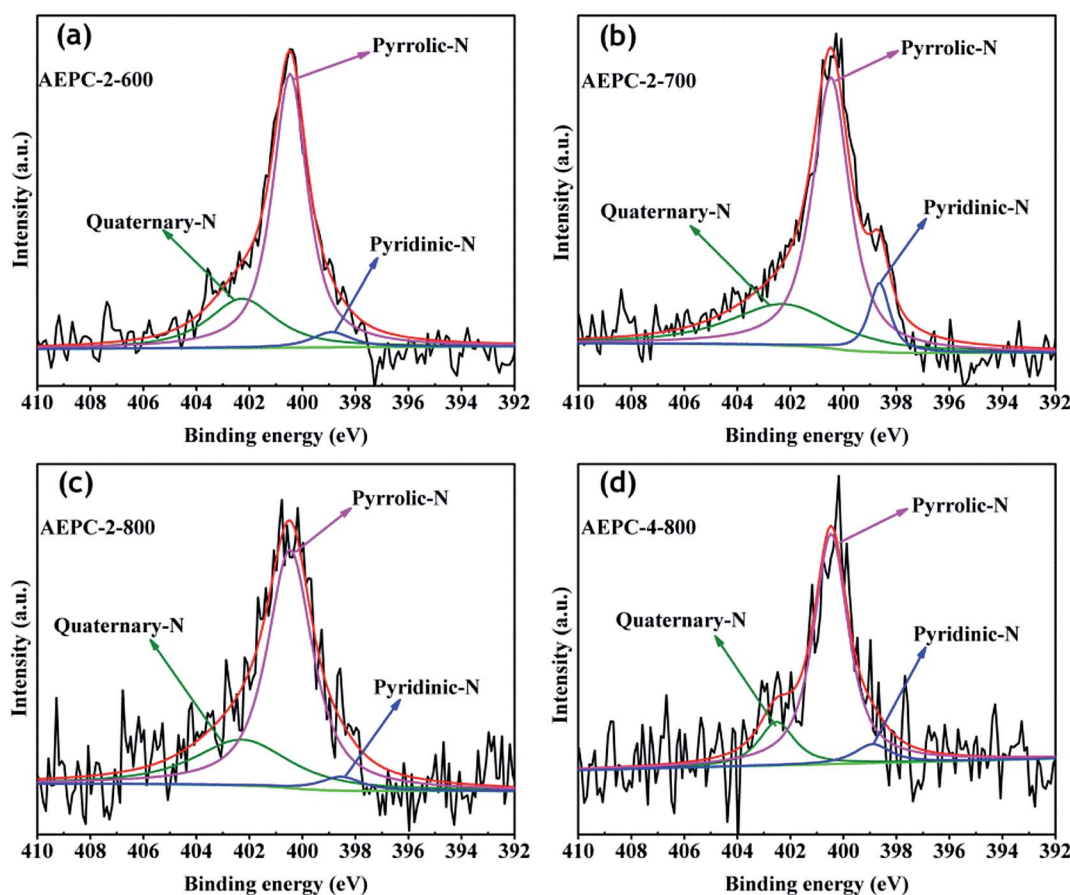 (a)
AEPC-2-600
Pyrrolic-N
Quaternary-N
Pyridinic-N
Intensity (a.u.)
410 408 406 404 402 400 398 396 394 392
Binding energy (eV)
(b)
AEPC-2-700
Pyrrolic-N
Quaternary-N
Pyridinic-N
Intensity (a.u.)
410 408 406 404 402 400 398 396 394 392
Binding energy (eV)
(c)
AEPC-2-800
Pyrrolic-N
Quaternary-N
Pyridinic-N
Intensity (a.u.)
410 408 406 404 402 400 398 396 394 392
Binding energy (eV)
(d)
AEPC-4-800
Pyrrolic-N
Quaternary-N
Pyridinic-N
Intensity (a.u.)
410 408 406 404 402 400 398 396 394 392
Binding energy (eV)